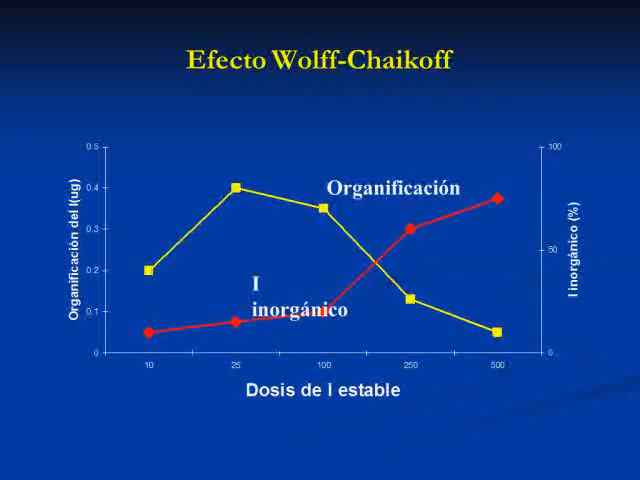 Efecto Wolff-Chaikoff
Organificación del I(ug)
0.5
0.4
0.3
0.2
0.1
0
Organificación
I
inorgánico
100
50
0
I inorgánico (%)
10 25 100 250 500
Dosis de I estable